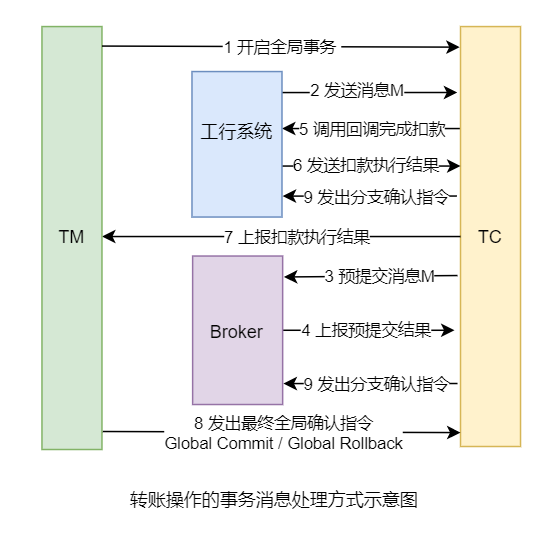 1 开启全局事务
2 发送消息M
工行系统
5 调用回调完成扣款
6 发送扣款执行结果
9 发出分支确认指令
TM
7 上报扣款执行结果
TC
3 预提交消息M
Broker
4 上报预提交结果
9 发出分支确认指令
8 发出最终全局确认指令
Global Commit / Global Rollback
转账操作的事务消息处理方式示意图